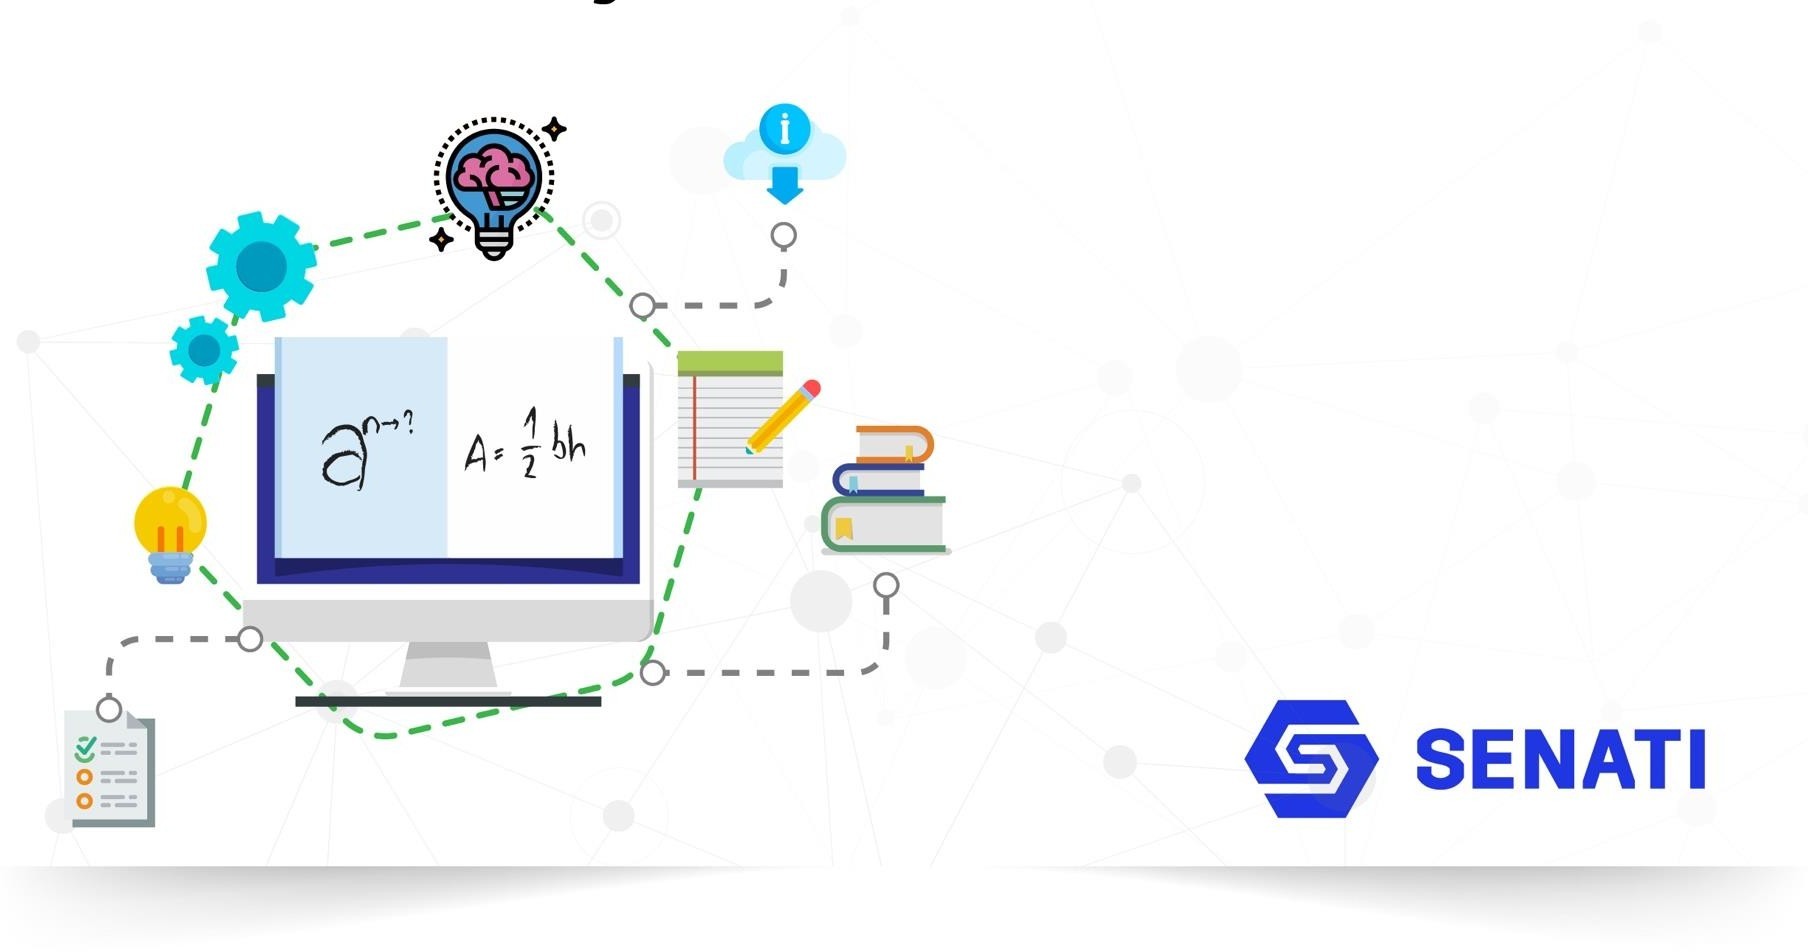 i
a^n→?
A = 1/2 bh
SENATI